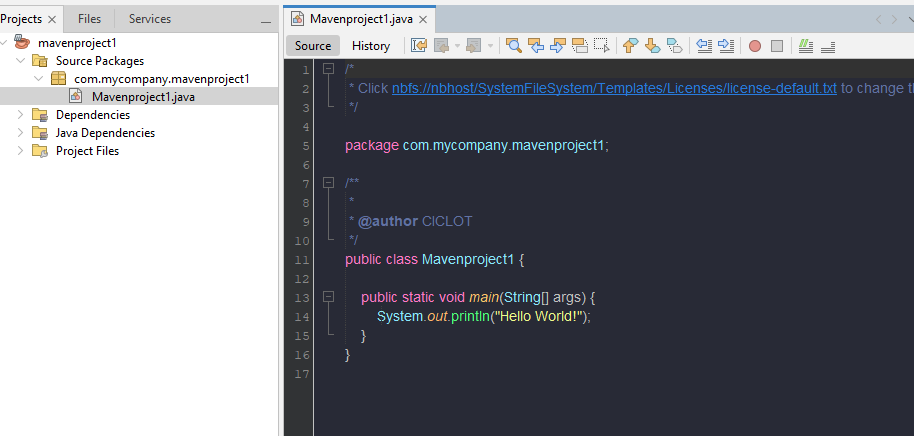 Projects
Files
Services
mavenproject1
Source Packages
com.mycompany.mavenproject1
Mavenproject1.java
Dependencies
Java Dependencies
Project Files
Mavenproject1.java
Source
History
1 /*
2 * Click nbfs://nbhost/SystemFileSystem/Templates/Licenses/license-default.txt to change
3 */
4
5 package com.mycompany.mavenproject1;
6
7 /**
8 *
9 * @author CICLOT
10 */
11 public class Mavenproject1 {
12
13 public static void main(String[] args) {
14 System.out.println("Hello World!");
15 }
16 }
17